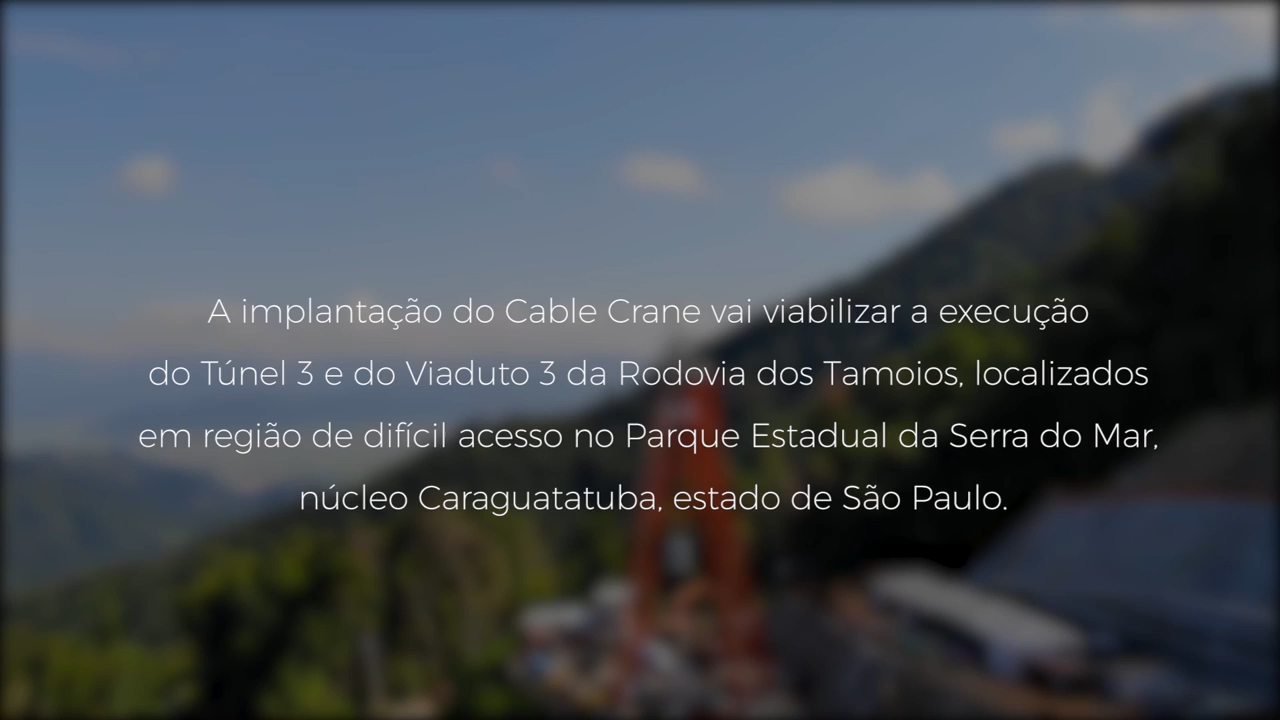 A implantação do Cable Crane vai viabilizar a execução
do Túnel 3 e do Viaduto 3 da Rodovia dos Tamoios, localizados
em região de difícil acesso no Parque Estadual da Serra do Mar,
núcleo Caraguatatuba, estado de São Paulo.